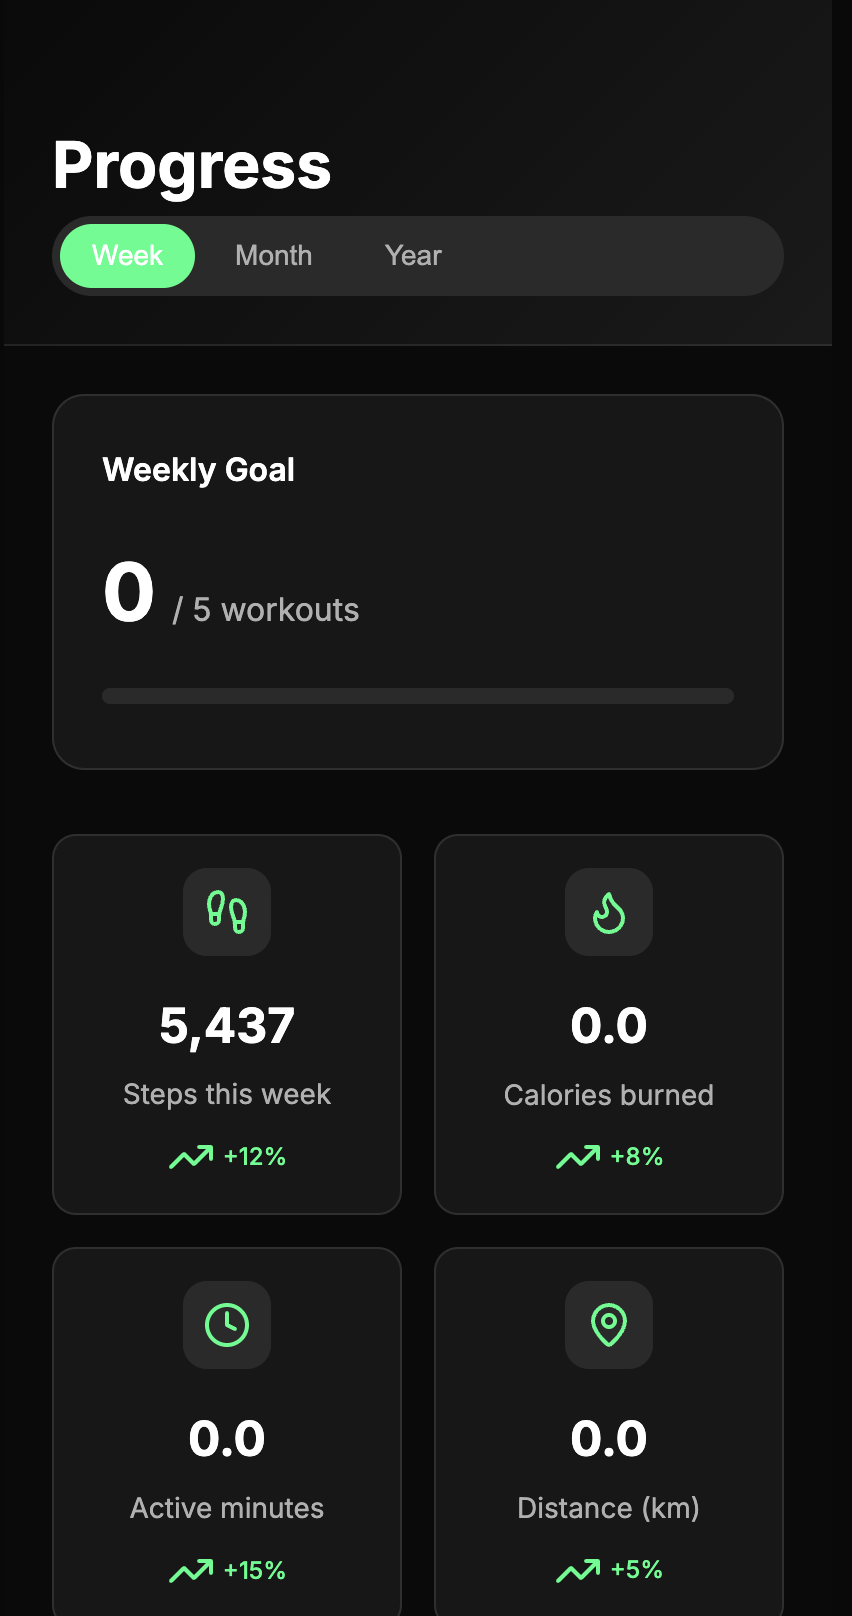 Progress
Week Month Year
Weekly Goal
0 / 5 workouts
5,437
Steps this week
+12%
0.0
Calories burned
+8%
0.0
Active minutes
+15%
0.0
Distance (km)
+5%